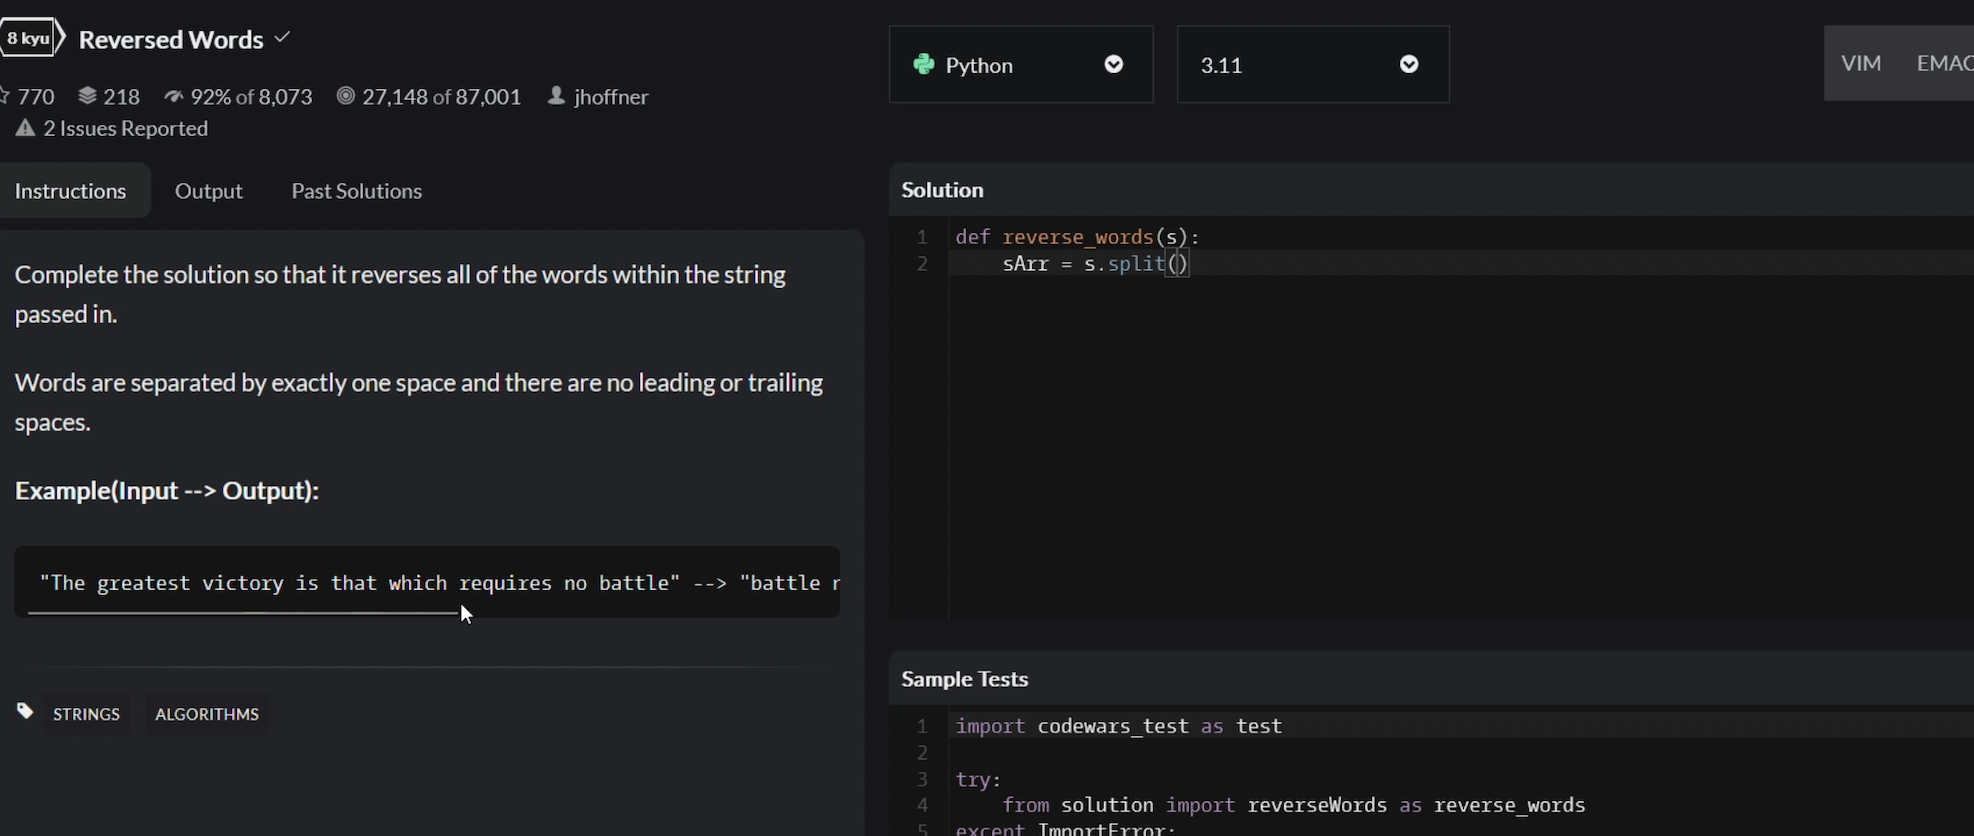 8 kyu Reversed Words
770 218 92% of 8,073 27,148 of 87,001 jhoffner
2 Issues Reported
Instructions Output Past Solutions
Complete the solution so that it reverses all of the words within the string
passed in.
Words are separated by exactly one space and there are no leading or trailing
spaces.
Example(Input --> Output):
"The greatest victory is that which requires no battle" --> "battle
STRINGS ALGORITHMS
Python 3.11 VIM
Solution
1 def reverse_words(s):
2 sArr = s.split()
Sample Tests
1 import codewars_test as test
2
3 try:
4 from solution import reverseWords as reverse_words
5 except ImportError: